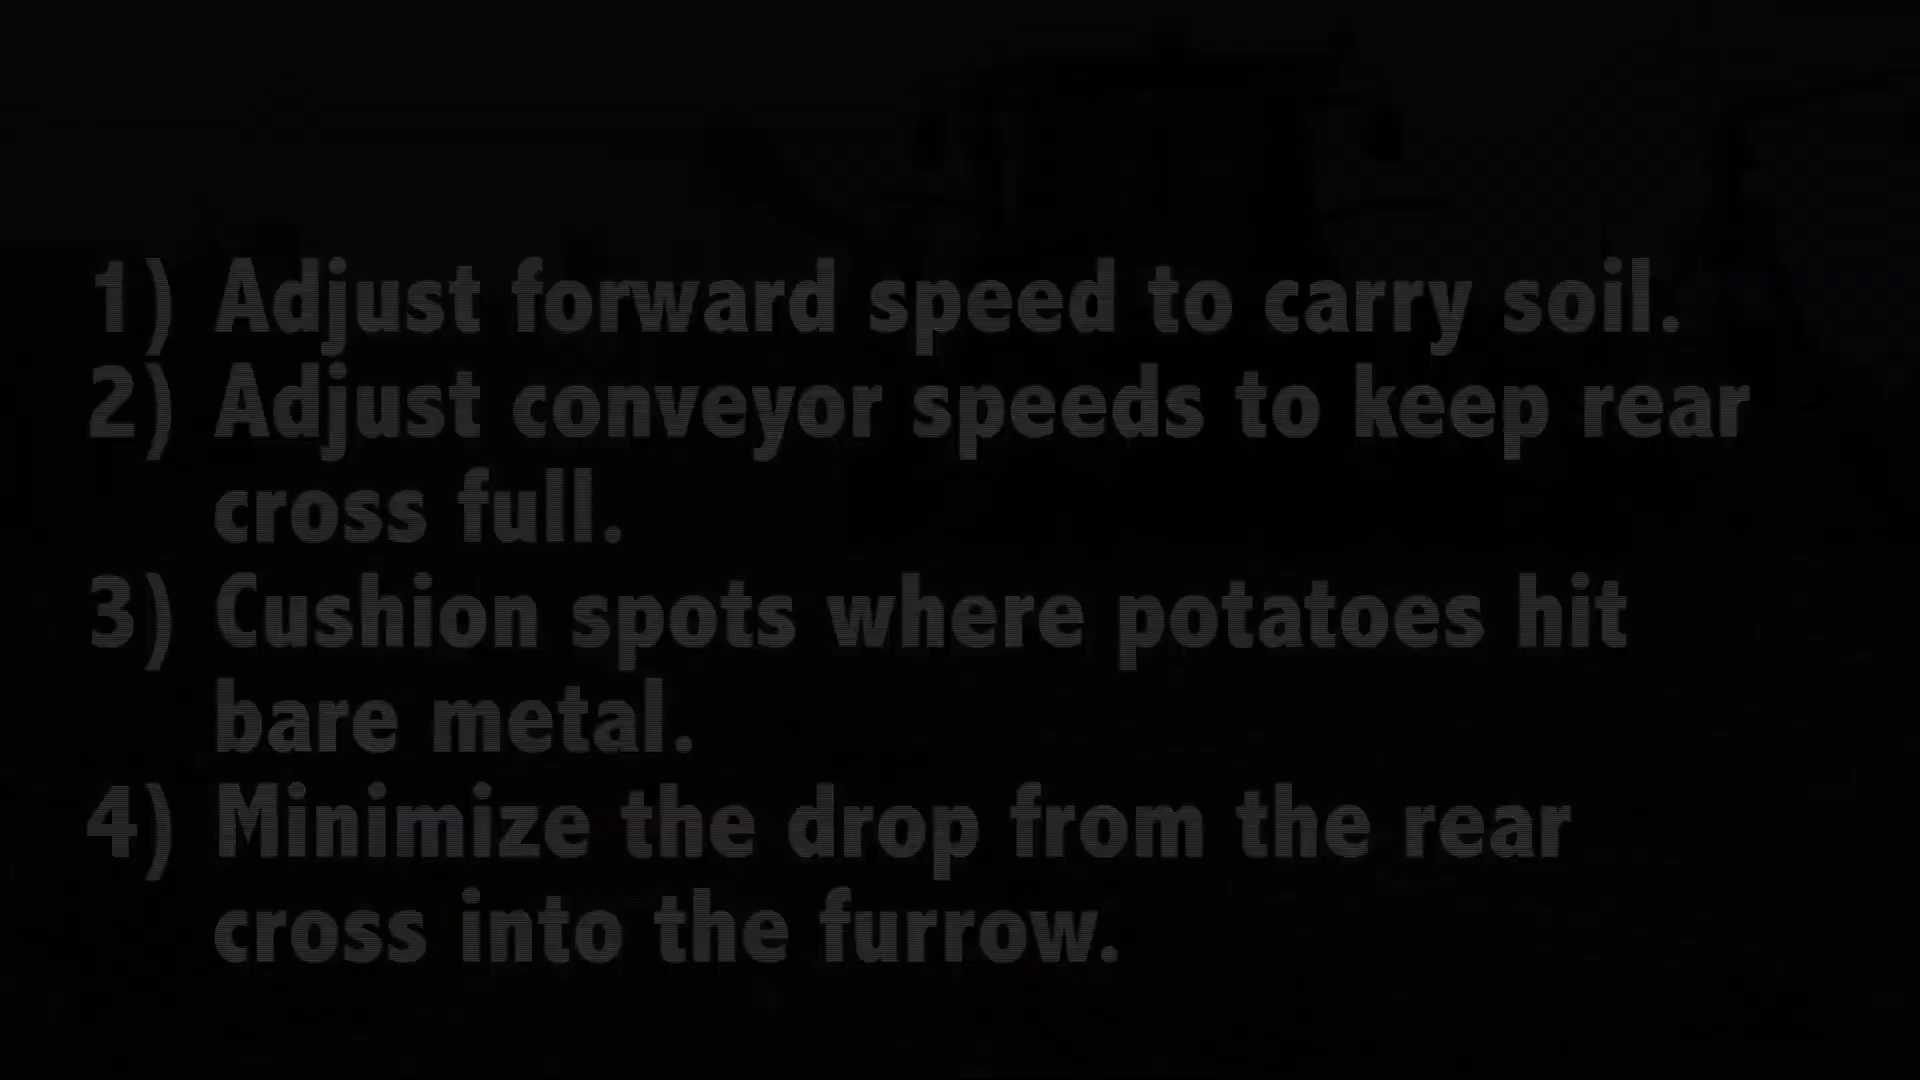 1) Adjust forward speed to carry soil.
2) Adjust conveyor speeds to keep rear
cross full.
3) Cushion spots where potatoes hit
bare metal.
4) Minimize the drop from the rear
cross into the furrow.